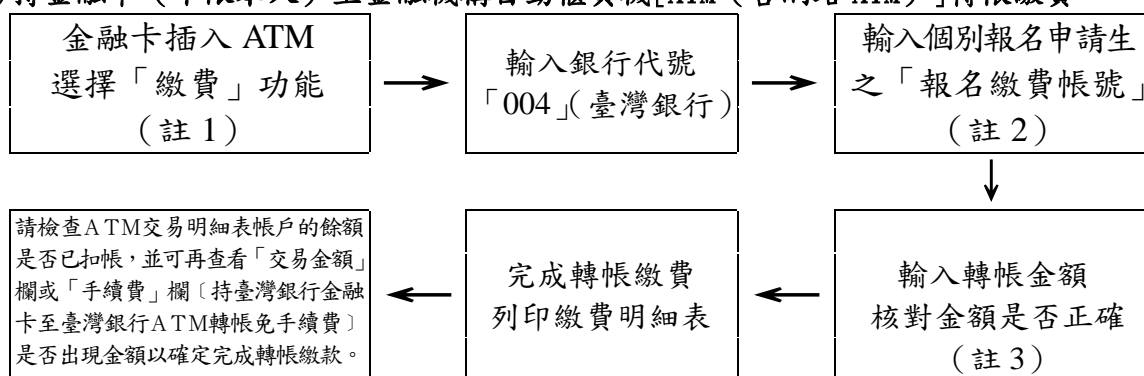 金融卡插入 ATM
選擇「繳費」功能
（註 1）
輸入銀行代號
「004」（臺灣銀行）
輸入個別報名申請生
之「報名繳費帳號」
（註 2）
輸入轉帳金額
核對金額是否正確
（註 3）
完成轉帳繳費
列印繳費明細表
請檢查ATM交易明細表帳戶的餘額
是否已扣帳，並可再查看「交易金額」
欄或「手續費」欄〔持臺灣銀行金融
卡至臺灣銀行ATM轉帳免手續費〕
是否出現金額以確定完成轉帳繳款。